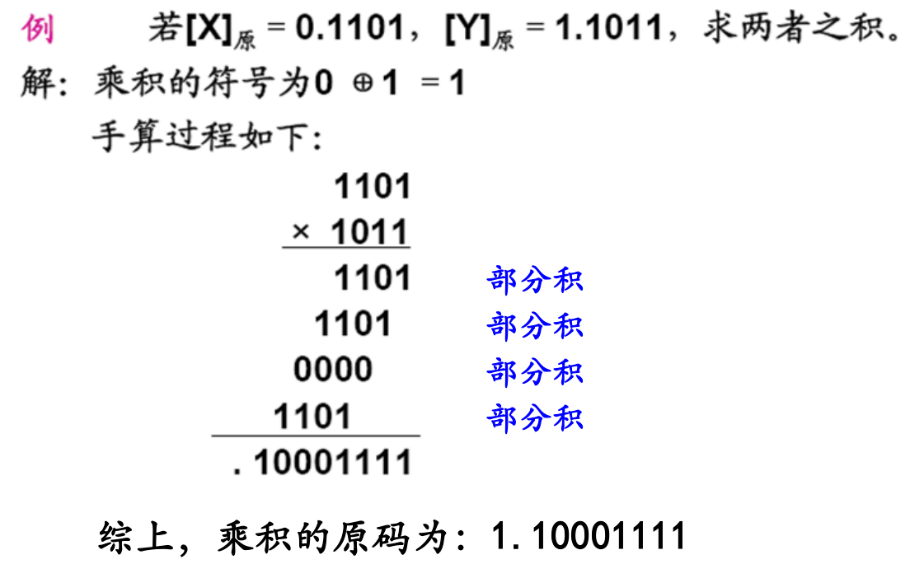 例 若[X]原 = 0.1101，[Y]原 = 1.1011，求两者之积。
解：乘积的符号为0 ⊕ 1 = 1
手算过程如下：
1101
× 1011
1101 部分积
1101 部分积
0000 部分积
1101 部分积
.10001111
综上，乘积的原码为：1.10001111